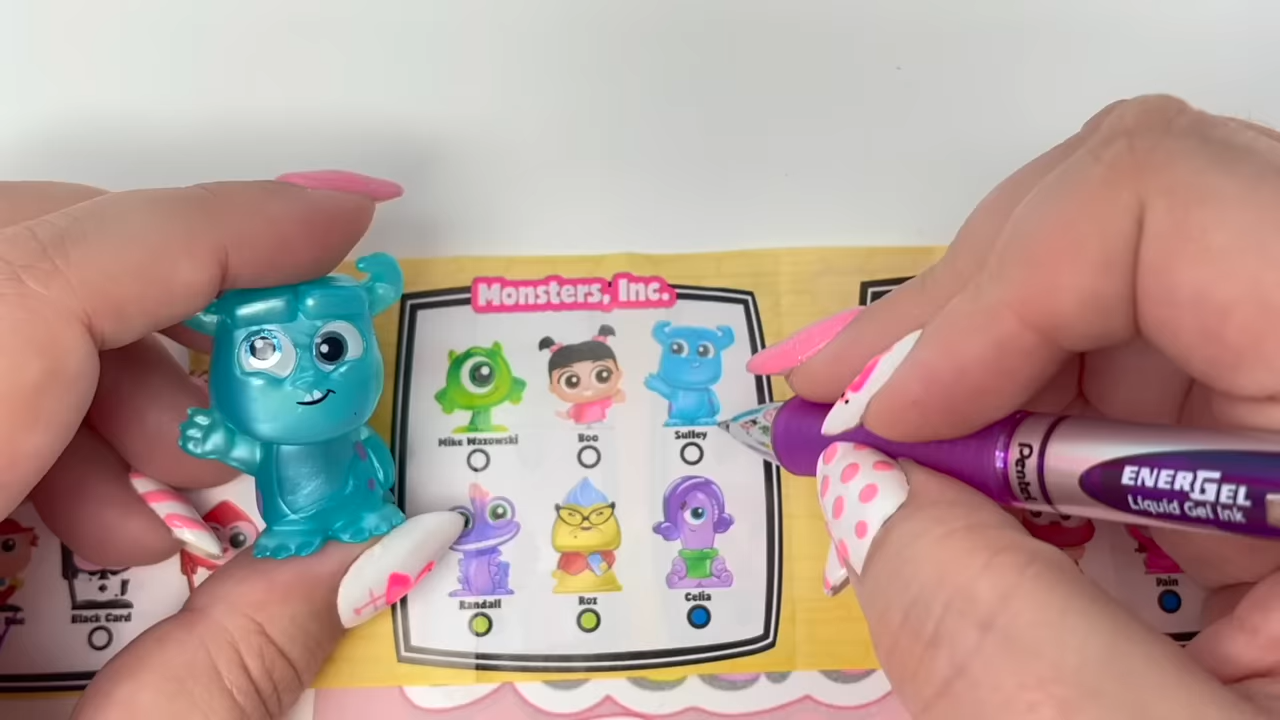 Monsters, Inc.
Mike Wazowski
Boo
Sulley
Randall
Roz
Celia
Black Card
Pain
Pentel
ENERGEL
Liquid Gel Ink